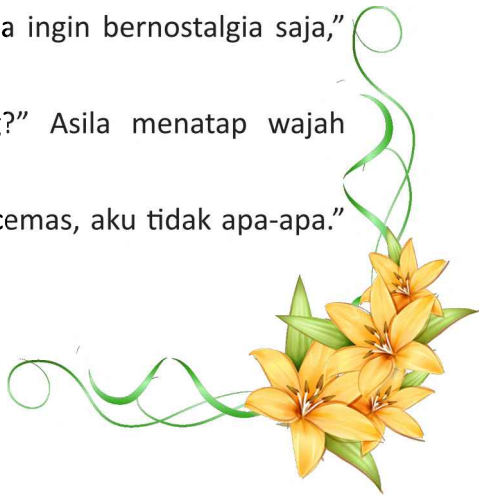 a ingin bernostalgia saja,”
?” Asila menatap wajah
cemas, aku tidak apa-apa.”